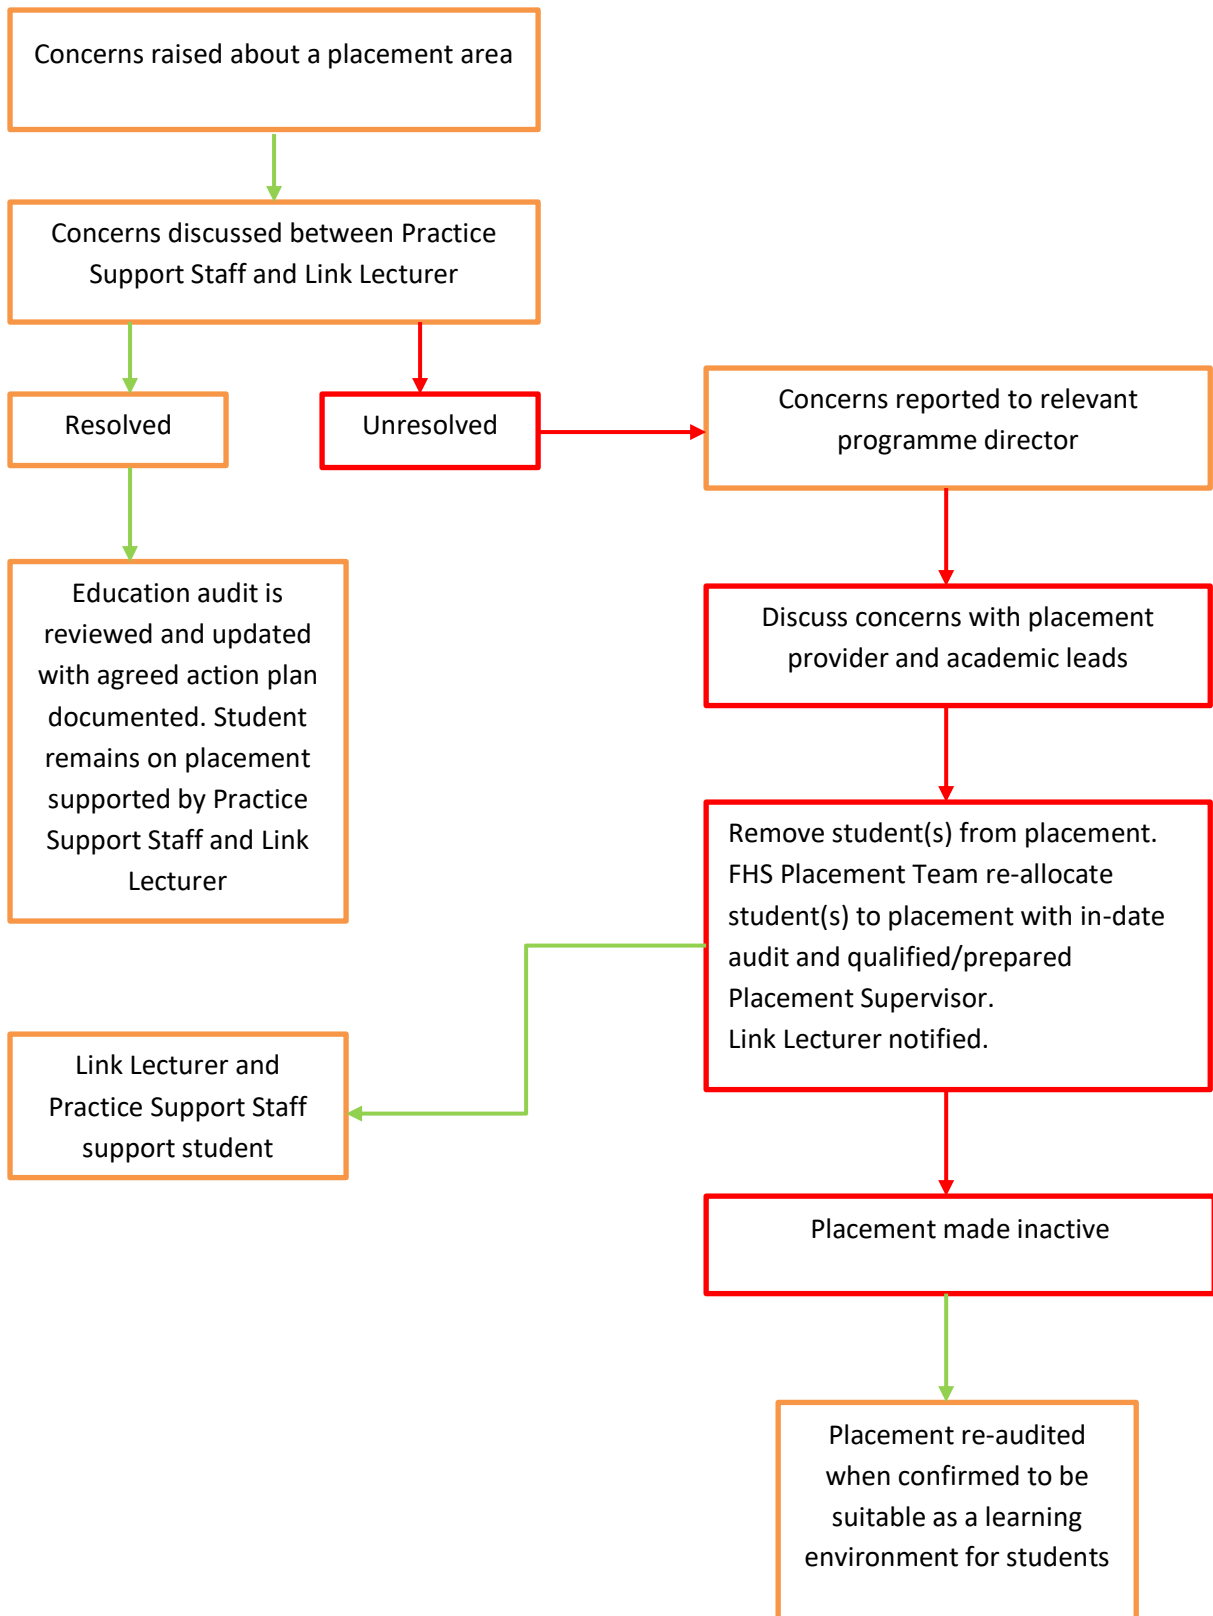 Concerns raised about a placement area
Concerns discussed between Practice
Support Staff and Link Lecturer
Resolved
Unresolved
Concerns reported to relevant
programme director
Education audit is
reviewed and updated
with agreed action plan
documented. Student
remains on placement
supported by Practice
Support Staff and Link
Lecturer
Discuss concerns with placement
provider and academic leads
Remove student(s) from placement.
FHS Placement Team re-allocate
student(s) to placement with in-date
audit and qualified/prepared
Placement Supervisor.
Link Lecturer notified.
Link Lecturer and
Practice Support Staff
support student
Placement made inactive
Placement re-audited
when confirmed to be
suitable as a learning
environment for students